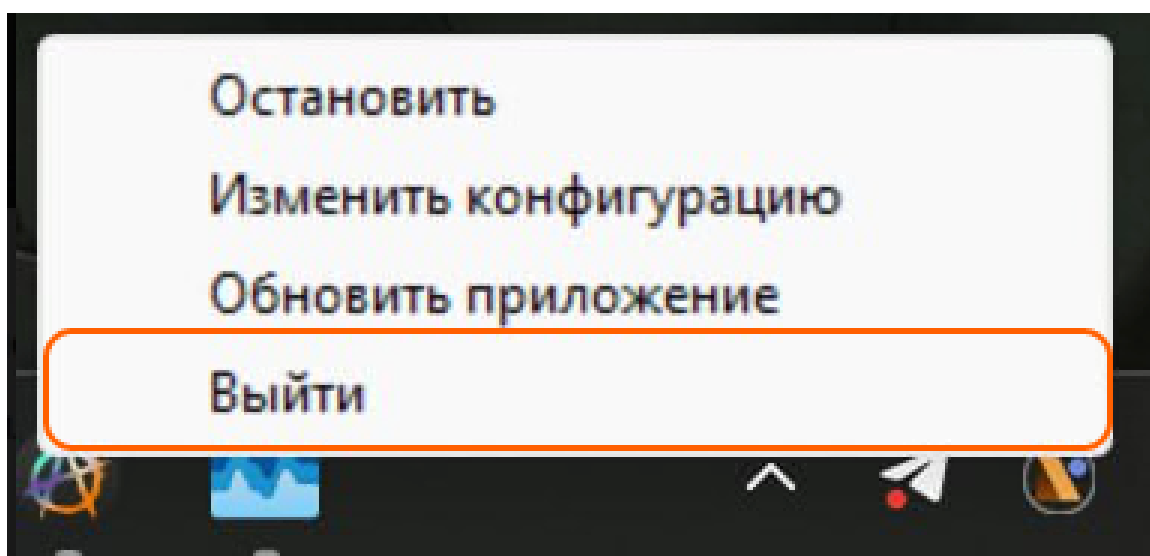 Остановить
Изменить конфигурацию
Обновить приложение
Выйти